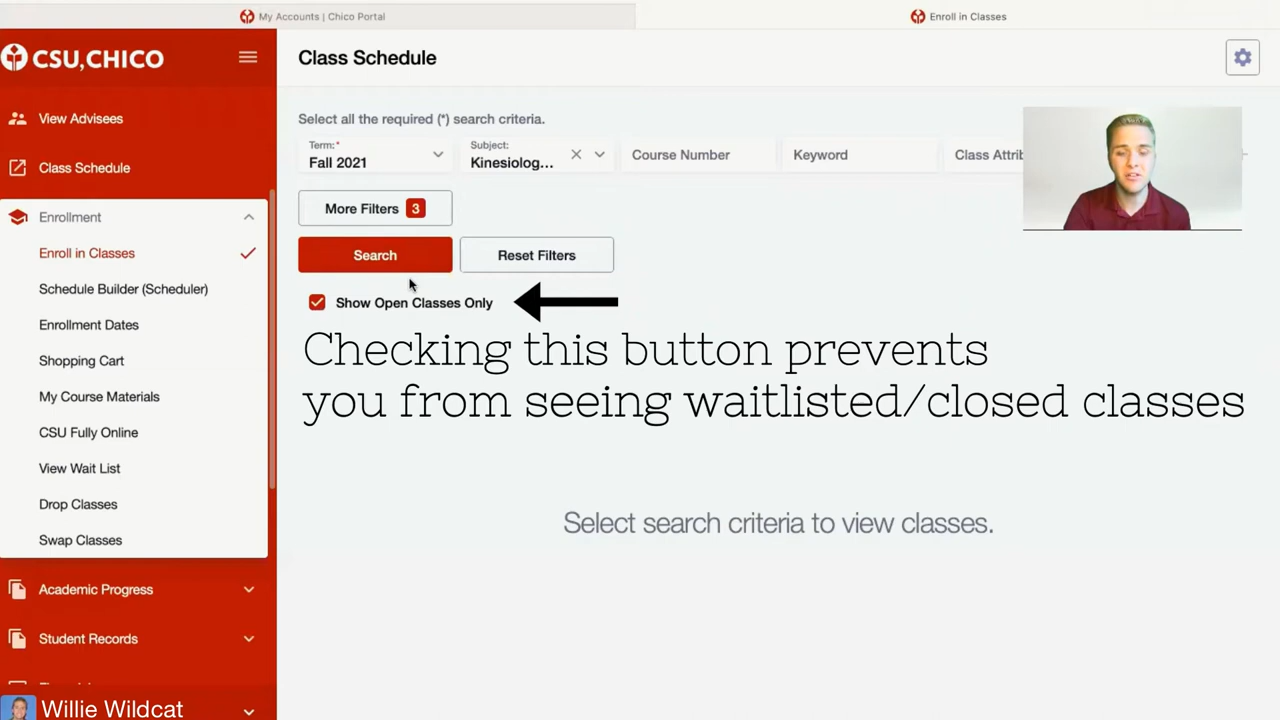 My Accounts | Chico Portal
Enroll in Classes
CSU, CHICO
Class Schedule
View Advisees
Class Schedule
Enrollment
Enroll in Classes
Schedule Builder (Scheduler)
Enrollment Dates
Shopping Cart
My Course Materials
CSU Fully Online
View Wait List
Drop Classes
Swap Classes
Academic Progress
Student Records
Willie Wildcat
Select all the required (*) search criteria.
Term:*
Fall 2021
Subject:
Kinesiolog...
Course Number
Keyword
Class Attrib
More Filters 3
Search
Reset Filters
Show Open Classes Only
Checking this button prevents
you from seeing waitlisted/closed classes
Select search criteria to view classes.